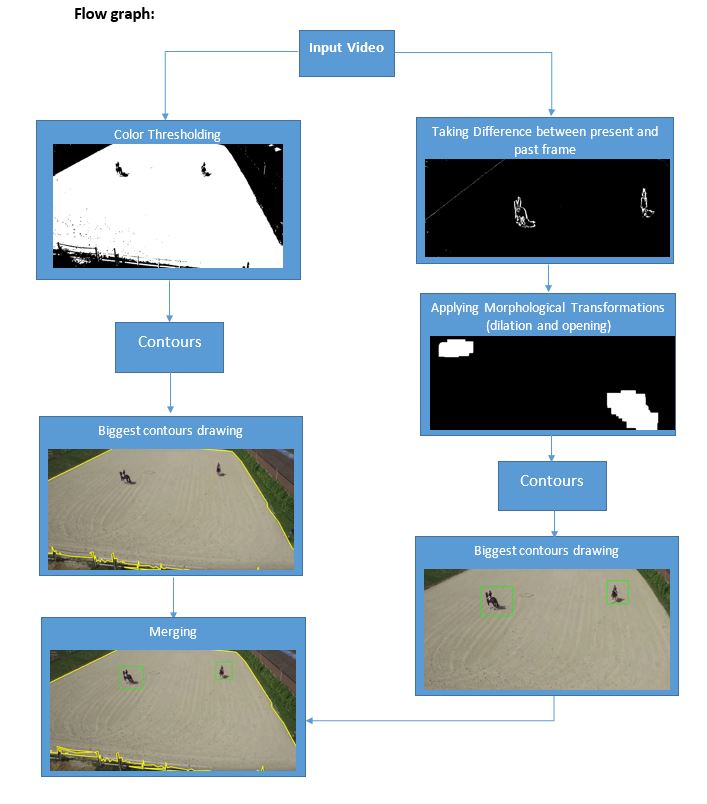 Flow graph:
Input Video
Color Thresholding
Taking Difference between present and
past frame
Applying Morphological Transformations
(dilation and opening)
Contours
Biggest contours drawing
Contours
Biggest contours drawing
Merging